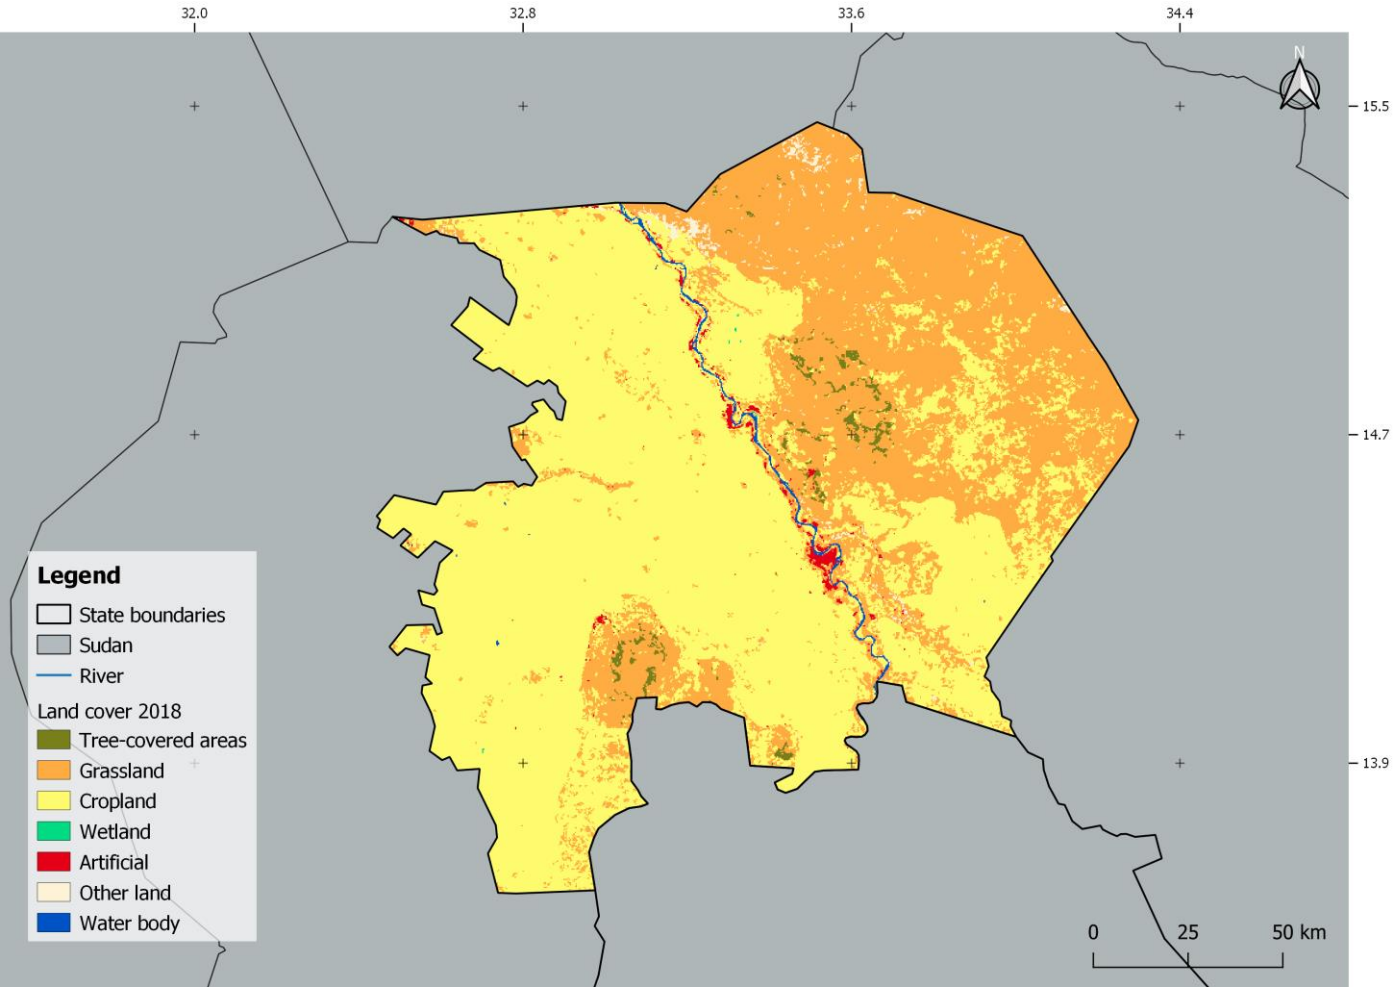 32.0 32.8 33.6 34.4
N
15.5
14.7
13.9
Legend
State boundaries
Sudan
River
Land cover 2018
Tree-covered areas
Grassland
Cropland
Wetland
Artificial
Other land
Water body
0 25 50 km